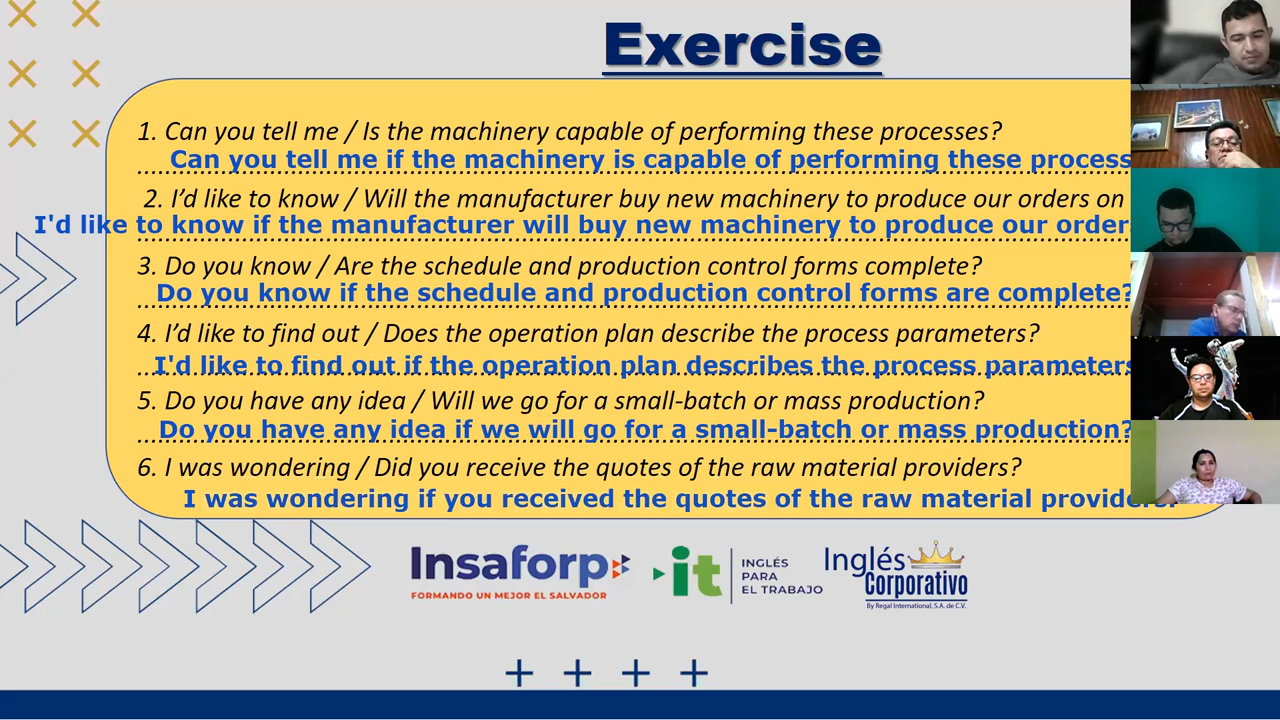 Exercise
1. Can you tell me / Is the machinery capable of performing these processes?
Can you tell me if the machinery is capable of performing these process
2. I’d like to know / Will the manufacturer buy new machinery to produce our orders on
I'd like to know if the manufacturer will buy new machinery to produce our order
3. Do you know / Are the schedule and production control forms complete?
Do you know if the schedule and production control forms are complete?
4. I’d like to find out / Does the operation plan describe the process parameters?
I'd like to find out if the operation plan describes the process parameters
5. Do you have any idea / Will we go for a small-batch or mass production?
Do you have any idea if we will go for a small-batch or mass production?
6. I was wondering / Did you receive the quotes of the raw material providers?
I was wondering if you received the quotes of the raw material providers.
Insaforp
FORMANDO UN MEJOR EL SALVADOR
it
INGLÉS
PARA
EL TRABAJO
Inglés
Corporativo
By Regal International, S.A. de C.V.